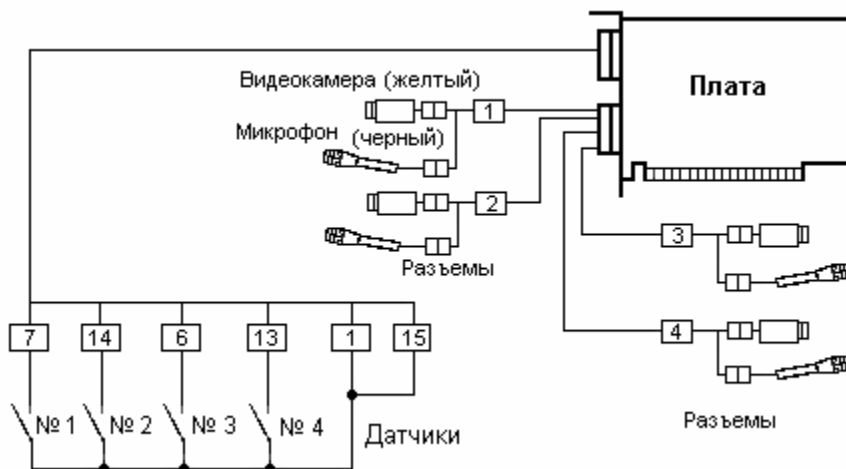 Плата
Видеокамера (желтый)
1
Микрофон (черный)
2
Разъемы
3
4
Разъемы
7 14 6 13 1 15
№ 1 № 2 № 3 № 4
Датчики